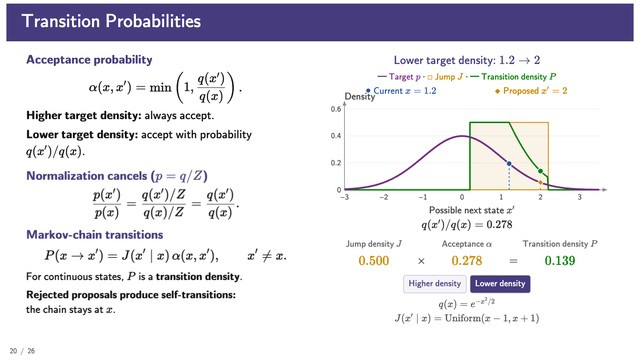 Transition Probabilities
Acceptance probability
α(x, x′) = min (1, q(x′)/q(x)).
Higher target density: always accept.
Lower target density: accept with probability
q(x′)/q(x).
Normalization cancels (p = q/Z)
p(x′)/p(x) = q(x′)/Z / q(x)/Z = q(x′)/q(x).
Markov-chain transitions
P(x → x′) = J(x′ | x) α(x, x′), x′ ≠ x.
For continuous states, P is a transition density.
Rejected proposals produce self-transitions:
the chain stays at x.
Lower target density: 1.2 → 2
Target p · Jump J · Transition density P
Current x = 1.2 Proposed x′ = 2
Density
0.6
0.4
0.2
0
−3 −2 −1 0 1 2 3
Possible next state x′
q(x′)/q(x) = 0.278
Jump density J Acceptance α Transition density P
0.500 × 0.278 = 0.139
Higher density Lower density
q(x) = e^{−x²/2}
J(x′ | x) = Uniform(x − 1, x + 1)
20 / 26